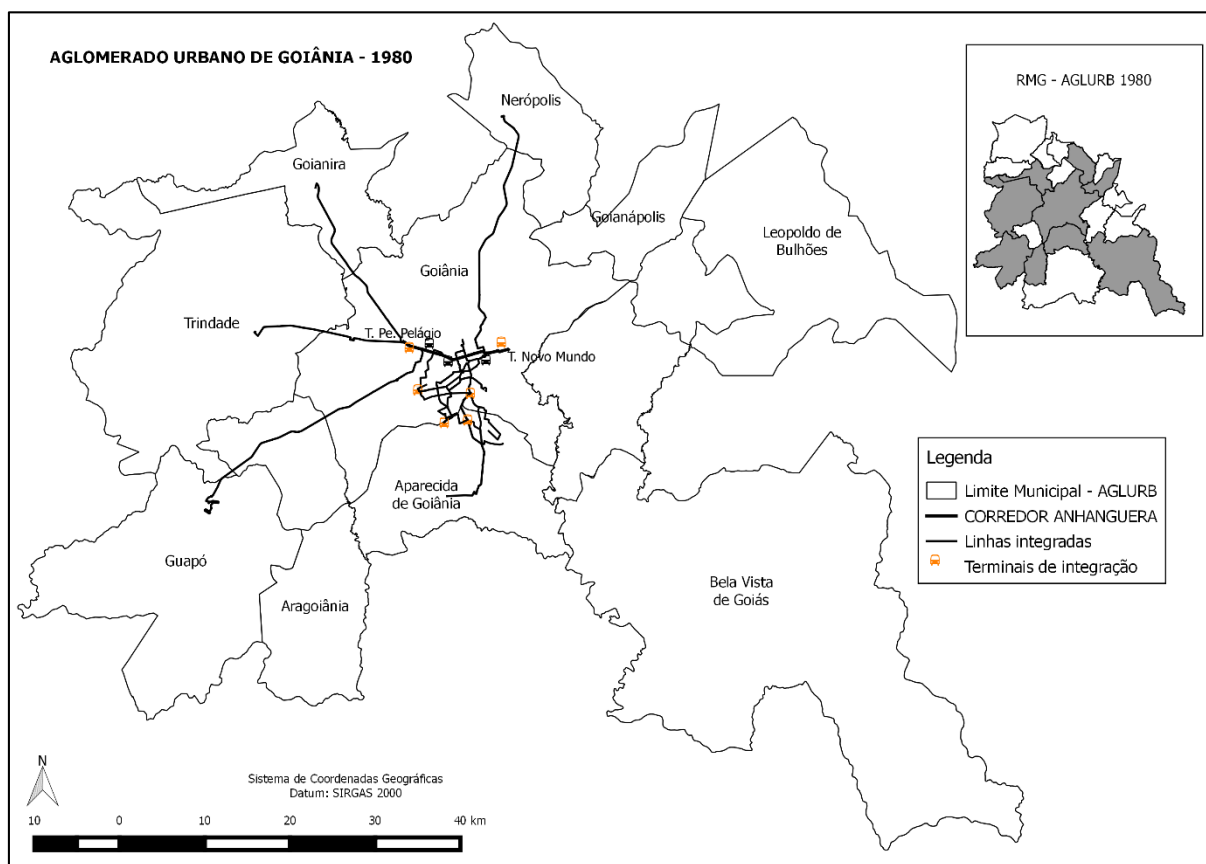 AGLOMERADO URBANO DE GOIÂNIA - 1980
RMG - AGLURB 1980
Nerópolis
Goianira
Goianápolis
Leopoldo de
Bulhões
Goiânia
Trindade
T. Pe. Pelágio
T. Novo Mundo
Aparecida
de Goiânia
Guapó
Aragoiânia
Bela Vista
de Goiás
Legenda
Limite Municipal - AGLURB
CORREDOR ANHANGUERA
Linhas integradas
Terminais de integração
N
Sistema de Coordenadas Geográficas
Datum: SIRGAS 2000
10 0 10 20 30 40 km